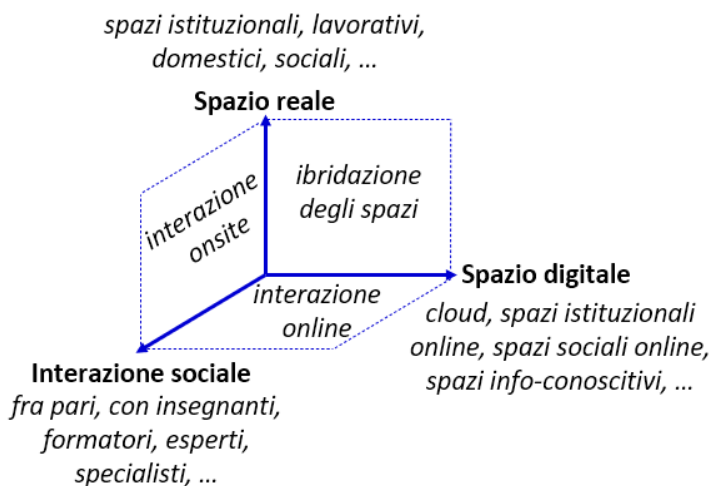 spazi istituzionali, lavorativi,
domestici, sociali, ...
Spazio reale
interazione
onsite
ibridazione
degli spazi
interazione
online
Spazio digitale
cloud, spazi istituzionali
online, spazi sociali online,
spazi info-conoscitivi, ...
Interazione sociale
fra pari, con insegnanti,
formatori, esperti,
specialisti, ...